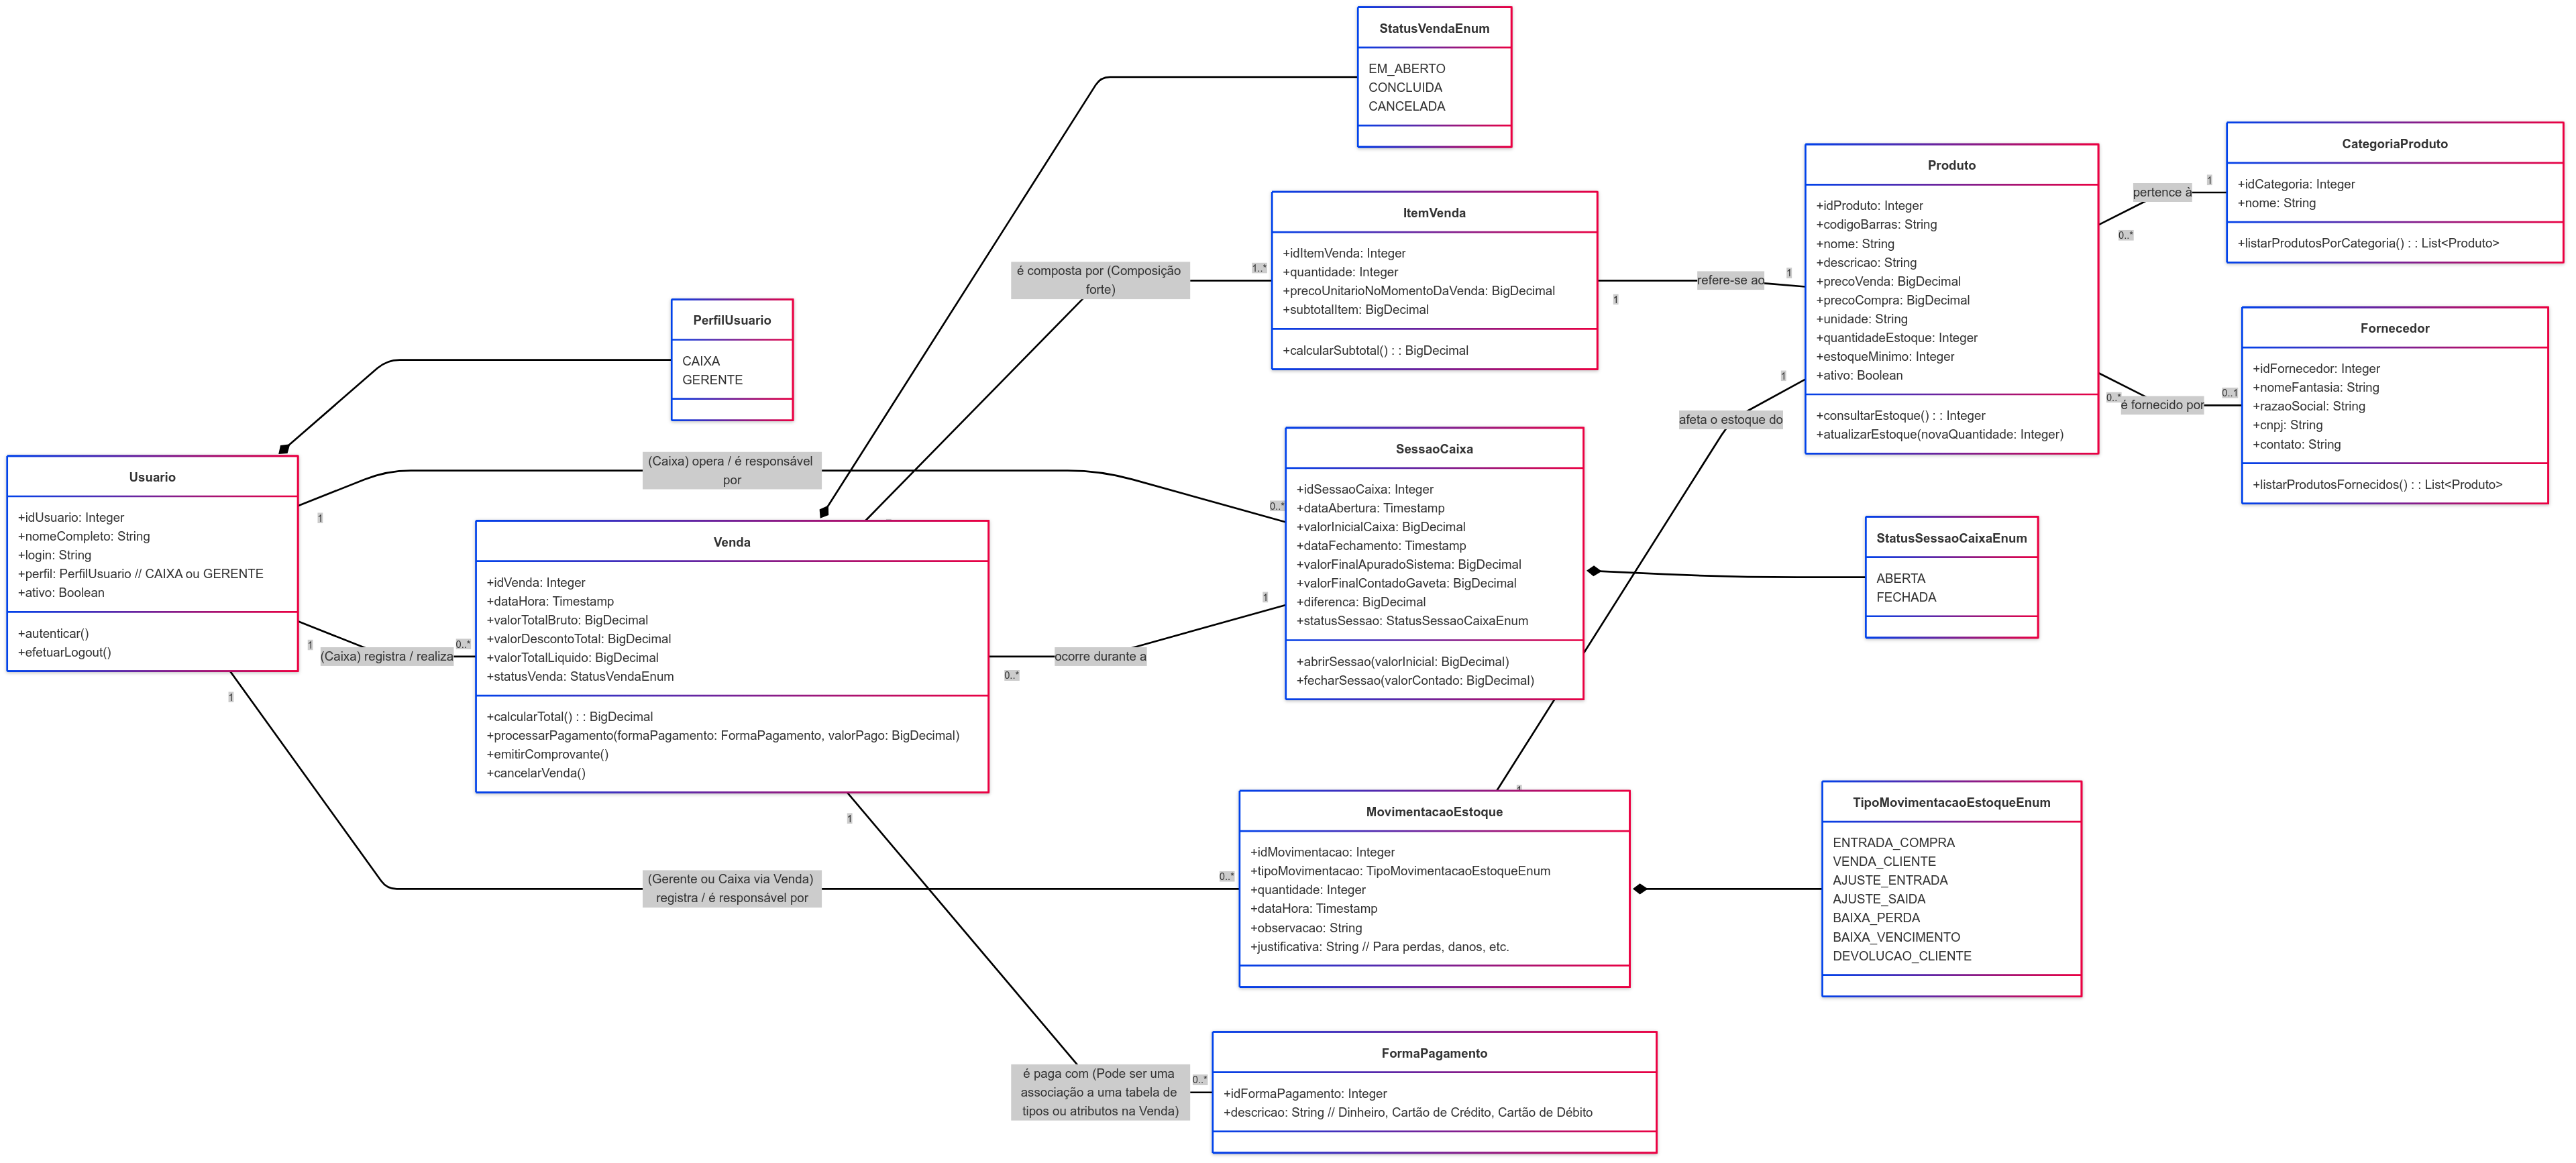 StatusVendaEnum
EM_ABERTO
CONCLUIDA
CANCELADA
CategoriaProduto
+idCategoria: Integer
+nome: String
+listarProdutosPorCategoria() : : List<Produto>
Produto
+idProduto: Integer
+codigoBarras: String
+nome: String
+descricao: String
+precoVenda: BigDecimal
+precoCompra: BigDecimal
+unidade: String
+quantidadeEstoque: Integer
+estoqueMinimo: Integer
+ativo: Boolean
+consultarEstoque() : : Integer
+atualizarEstoque(novaQuantidade: Integer)
pertence à
1
0..*
ItemVenda
+idItemVenda: Integer
+quantidade: Integer
+precoUnitarioNoMomentoDaVenda: BigDecimal
+subtotalItem: BigDecimal
+calcularSubtotal() : : BigDecimal
é composta por (Composição
forte)
1..*
refere-se ao
1
1
PerfilUsuario
CAIXA
GERENTE
Fornecedor
+idFornecedor: Integer
+nomeFantasia: String
+razaoSocial: String
+cnpj: String
+contato: String
+listarProdutosFornecidos() : : List<Produto>
0..*
é fornecido por
0..1
1
afeta o estoque do
Usuario
+idUsuario: Integer
+nomeCompleto: String
+login: String
+perfil: PerfilUsuario // CAIXA ou GERENTE
+ativo: Boolean
+autenticar()
+efetuarLogout()
(Caixa) opera / é responsável
por
1
0..*
SessaoCaixa
+idSessaoCaixa: Integer
+dataAbertura: Timestamp
+valorInicialCaixa: BigDecimal
+dataFechamento: Timestamp
+valorFinalApuradoSistema: BigDecimal
+valorFinalContadoGaveta: BigDecimal
+diferenca: BigDecimal
+statusSessao: StatusSessaoCaixaEnum
+abrirSessao(valorInicial: BigDecimal)
+fecharSessao(valorContado: BigDecimal)
StatusSessaoCaixaEnum
ABERTA
FECHADA
Venda
+idVenda: Integer
+dataHora: Timestamp
+valorTotalBruto: BigDecimal
+valorDescontoTotal: BigDecimal
+valorTotalLiquido: BigDecimal
+statusVenda: StatusVendaEnum
+calcularTotal() : : BigDecimal
+processarPagamento(formaPagamento: FormaPagamento, valorPago: BigDecimal)
+emitirComprovante()
+cancelarVenda()
1
(Caixa) registra / realiza
0..*
1
ocorre durante a
0..*
1
1
MovimentacaoEstoque
+idMovimentacao: Integer
+tipoMovimentacao: TipoMovimentacaoEstoqueEnum
+quantidade: Integer
+dataHora: Timestamp
+observacao: String
+justificativa: String // Para perdas, danos, etc.
TipoMovimentacaoEstoqueEnum
ENTRADA_COMPRA
VENDA_CLIENTE
AJUSTE_ENTRADA
AJUSTE_SAIDA
BAIXA_PERDA
BAIXA_VENCIMENTO
DEVOLUCAO_CLIENTE
(Gerente ou Caixa via Venda)
registra / é responsável por
0..*
FormaPagamento
+idFormaPagamento: Integer
+descricao: String // Dinheiro, Cartão de Crédito, Cartão de Débito
é paga com (Pode ser uma
associação a uma tabela de
tipos ou atributos na Venda)
0..*